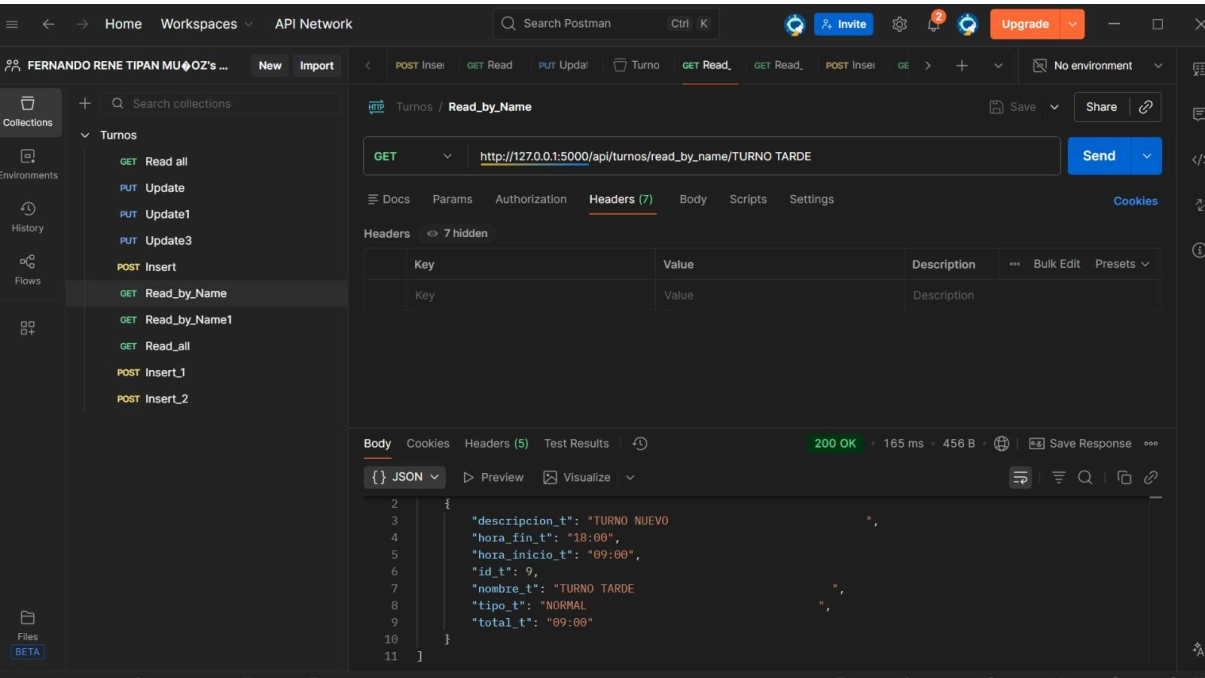 Home Workspaces API Network Search Postman Ctrl K Invite 2 Upgrade
FERNANDO RENE TIPAN MU�OZ's ... New Import
POST Inser GET Read PUT Updat Turno GET Read_ GET Read_ POST Inser GE No environment
Collections
Search collections
Turnos
GET Read all
PUT Update
PUT Update1
PUT Update3
POST Insert
GET Read_by_Name
GET Read_by_Name1
GET Read_all
POST Insert_1
POST Insert_2
Environments
History
Flows
Files
BETA
HTTP Turnos / Read_by_Name Save Share
GET http://127.0.0.1:5000/api/turnos/read_by_name/TURNO TARDE Send
Docs Params Authorization Headers (7) Body Scripts Settings Cookies
Headers 7 hidden
Key Value Description Bulk Edit Presets
Key Value Description
Body Cookies Headers (5) Test Results 200 OK 165 ms 456 B Save Response
{} JSON Preview Visualize
2 {
3 "descripcion_t": "TURNO NUEVO ",
4 "hora_fin_t": "18:00",
5 "hora_inicio_t": "09:00",
6 "id_t": 9,
7 "nombre_t": "TURNO TARDE ",
8 "tipo_t": "NORMAL ",
9 "total_t": "09:00"
10 }
11 ]